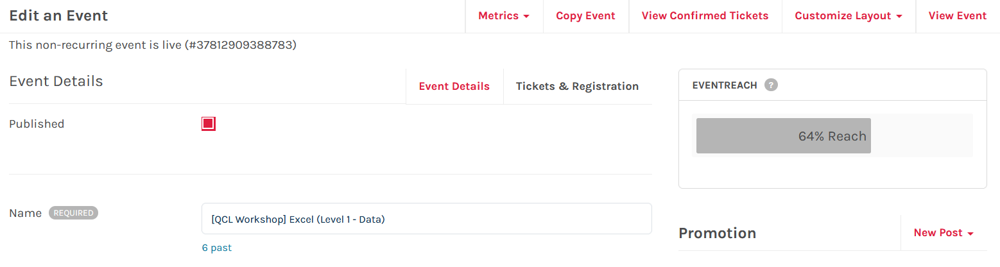 Edit an Event
Metrics
Copy Event
View Confirmed Tickets
Customize Layout
View Event
This non-recurring event is live (#37812909388783)
Event Details
Event Details
Tickets & Registration
EVENTREACH ?
Published
64% Reach
Name REQUIRED
[QCL Workshop] Excel (Level 1 - Data)
6 past
Promotion
New Post